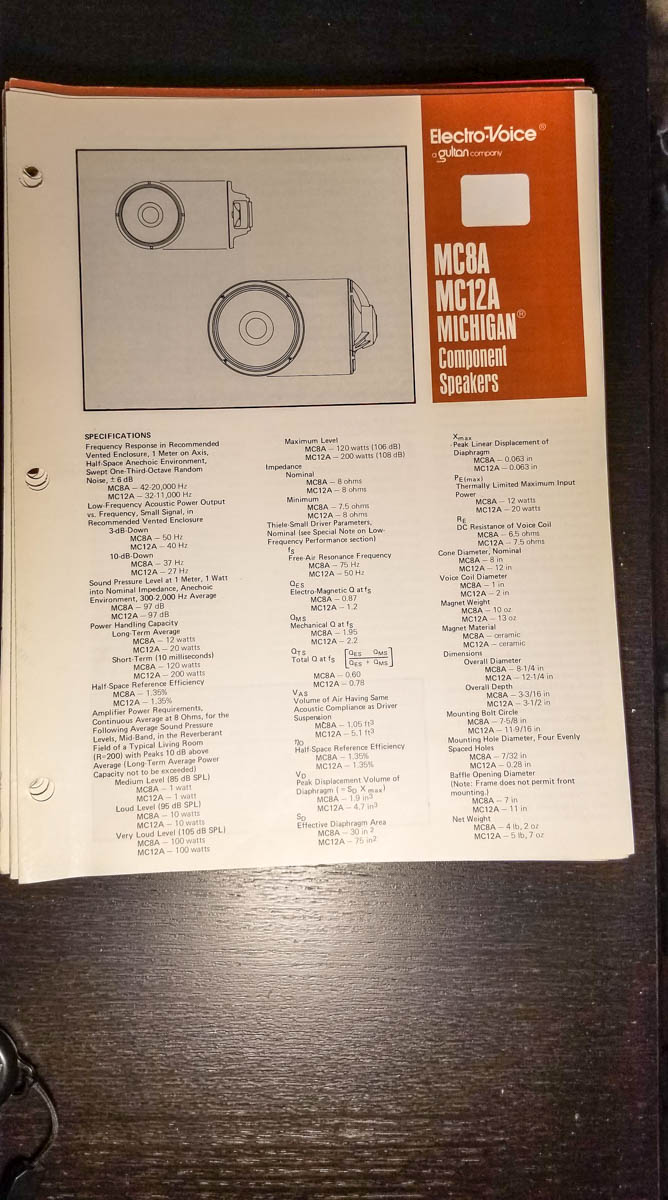 Electro-Voice®
a gulton company
MC8A
MC12A
MICHIGAN®
Component
Speakers
SPECIFICATIONS
Frequency Response in Recommended
Vented Enclosure, 1 Meter on Axis,
Half-Space Anechoic Environment,
Swept One-Third-Octave Random
Noise, ± 6 dB
MC8A — 42-20,000 Hz
MC12A — 32-11,000 Hz
Low-Frequency Acoustic Power Output
vs. Frequency, Small Signal, in
Recommended Vented Enclosure
3-dB-Down
MC8A — 50 Hz
MC12A — 40 Hz
10-dB-Down
MC8A — 37 Hz
MC12A — 27 Hz
Sound Pressure Level at 1 Meter, 1 Watt
into Nominal Impedance, Anechoic
Environment, 300-2,000 Hz Average
MC8A — 97 dB
MC12A — 97 dB
Power Handling Capacity
Long-Term Average
MC8A — 12 watts
MC12A — 20 watts
Short-Term (10 milliseconds)
MC8A — 120 watts
MC12A — 200 watts
Half-Space Reference Efficiency
MC8A — 1.35%
MC12A — 1.35%
Amplifier Power Requirements,
Continuous Average at 8 Ohms, for the
Following Average Sound Pressure
Levels, Mid-Band, in the Reverberant
Field of a Typical Living Room
(R=200) with Peaks 10 dB above
Average (Long-Term Average Power
Capacity not to be exceeded)
Medium Level (85 dB SPL)
MC8A — 1 watt
MC12A — 1 watt
Loud Level (95 dB SPL)
MC8A — 10 watts
MC12A — 10 watts
Very Loud Level (105 dB SPL)
MC8A — 100 watts
MC12A — 100 watts
Maximum Level
MC8A — 120 watts (106 dB)
MC12A — 200 watts (108 dB)
Impedance
Nominal
MC8A — 8 ohms
MC12A — 8 ohms
Minimum
MC8A — 7.5 ohms
MC12A — 8 ohms
Thiele-Small Driver Parameters,
Nominal (see Special Note on Low-
Frequency Performance section)
fS
Free-Air Resonance Frequency
MC8A — 75 Hz
MC12A — 50 Hz
QES
Electro-Magnetic Q at fS
MC8A — 0.87
MC12A — 1.2
QMS
Mechanical Q at fS
MC8A — 1.95
MC12A — 2.2
QTS
Total Q at fS [QES QMS / QES + QMS]
MC8A — 0.60
MC12A — 0.78
VAS
Volume of Air Having Same
Acoustic Compliance as Driver
Suspension
MC8A — 1.05 ft³
MC12A — 5.1 ft³
ηO
Half-Space Reference Efficiency
MC8A — 1.35%
MC12A — 1.35%
VD
Peak Displacement Volume of
Diaphragm ( = SD Xmax)
MC8A — 1.9 in³
MC12A — 4.7 in³
SD
Effective Diaphragm Area
MC8A — 30 in²
MC12A — 75 in²
Xmax
Peak Linear Displacement of
Diaphragm
MC8A — 0.063 in
MC12A — 0.063 in
PE(max)
Thermally Limited Maximum Input
Power
MC8A — 12 watts
MC12A — 20 watts
RE
DC Resistance of Voice Coil
MC8A — 6.5 ohms
MC12A — 7.5 ohms
Cone Diameter, Nominal
MC8A — 8 in
MC12A — 12 in
Voice Coil Diameter
MC8A — 1 in
MC12A — 2 in
Magnet Weight
MC8A — 10 oz
MC12A — 13 oz
Magnet Material
MC8A — ceramic
MC12A — ceramic
Dimensions
Overall Diameter
MC8A — 8-1/4 in
MC12A — 12-1/4 in
Overall Depth
MC8A — 3-3/16 in
MC12A — 3-1/2 in
Mounting Bolt Circle
MC8A — 7-5/8 in
MC12A — 11-9/16 in
Mounting Hole Diameter, Four Evenly
Spaced Holes
MC8A — 7/32 in
MC12A — 0.28 in
Baffle Opening Diameter
(Note: Frame does not permit front
mounting.)
MC8A — 7 in
MC12A — 11 in
Net Weight
MC8A — 4 lb, 2 oz
MC12A — 5 lb, 7 oz